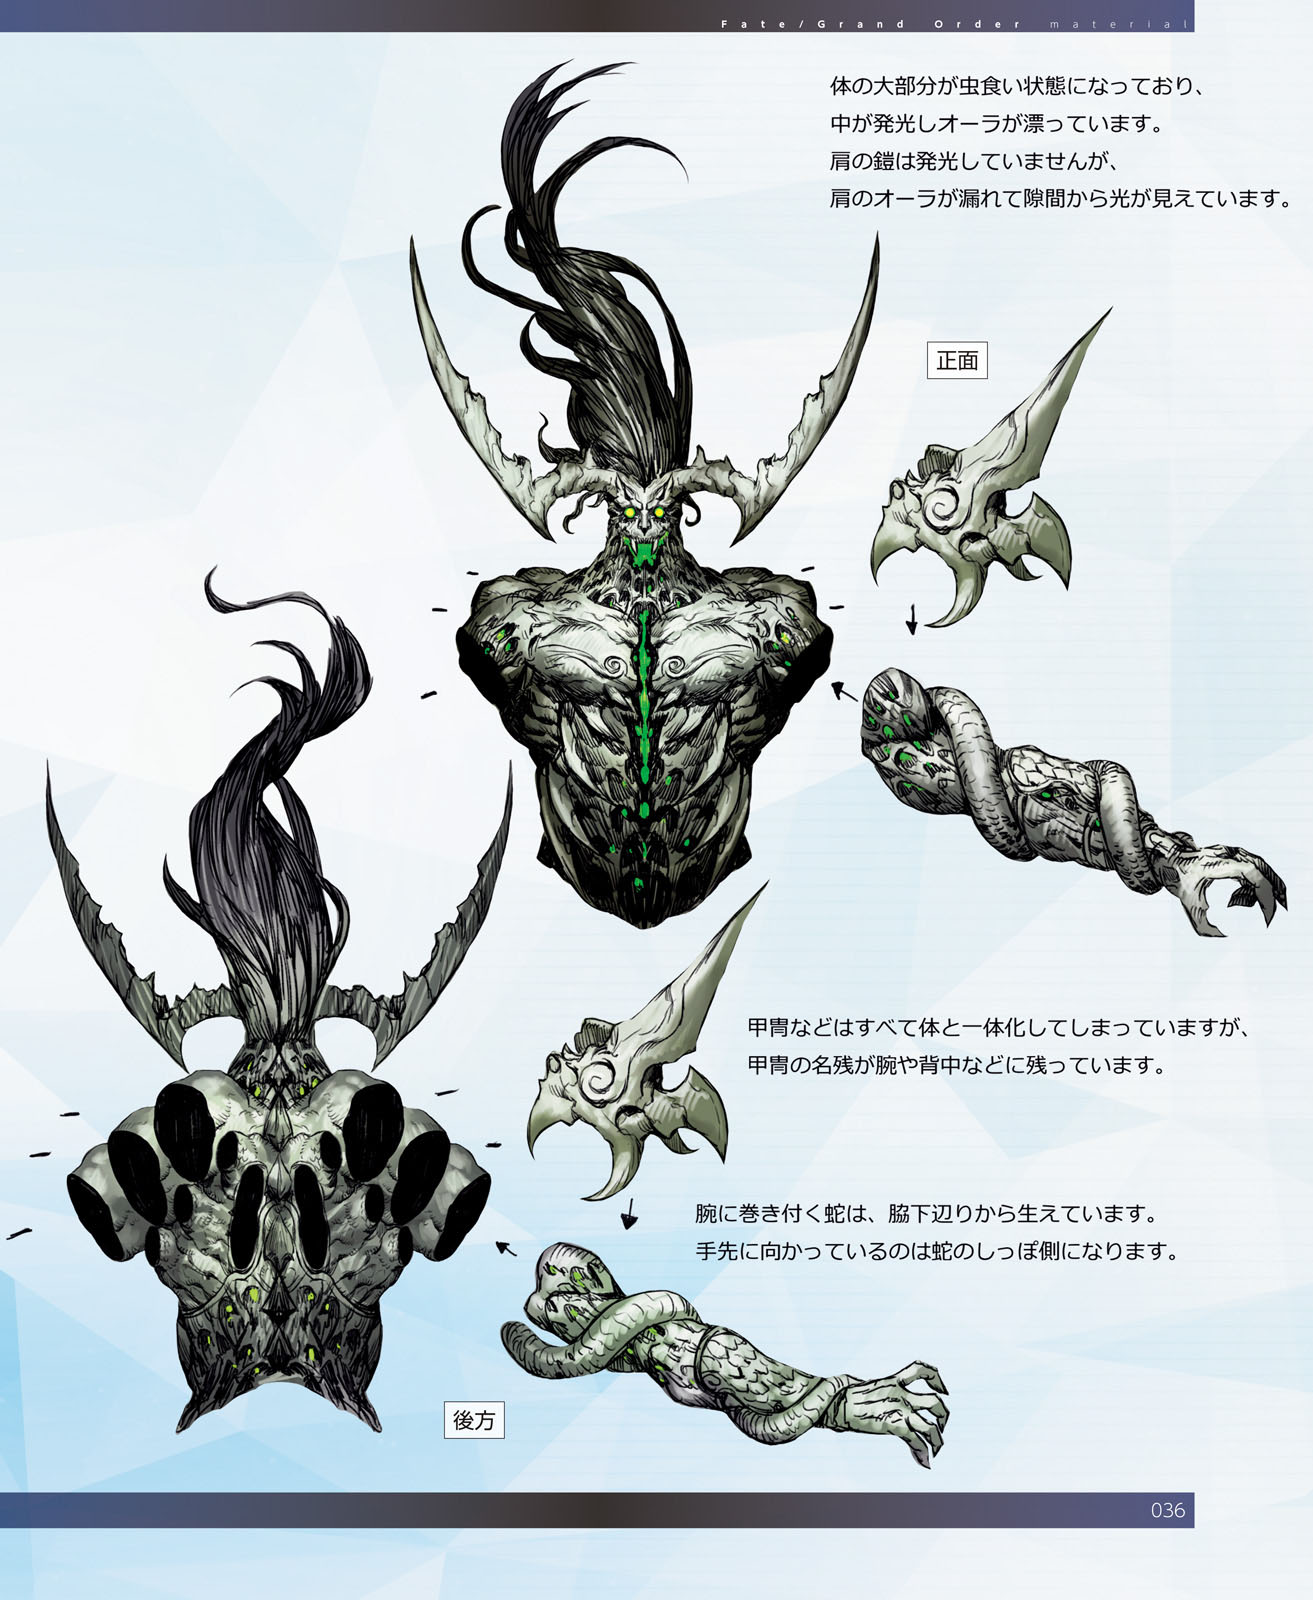 Fate/Grand Order material
体の大部分が虫食い状態になっており、
中が発光しオーラが漂っています。
肩の鎧は発光していませんが、
肩のオーラが漏れて隙間から光が見えています。
正面
甲冑などはすべて体と一体化してしまっていますが、
甲冑の名残が腕や背中などに残っています。
腕に巻き付く蛇は、脇下辺りから生えています。
手先に向かっているのは蛇のしっぽ側になります。
後方
036